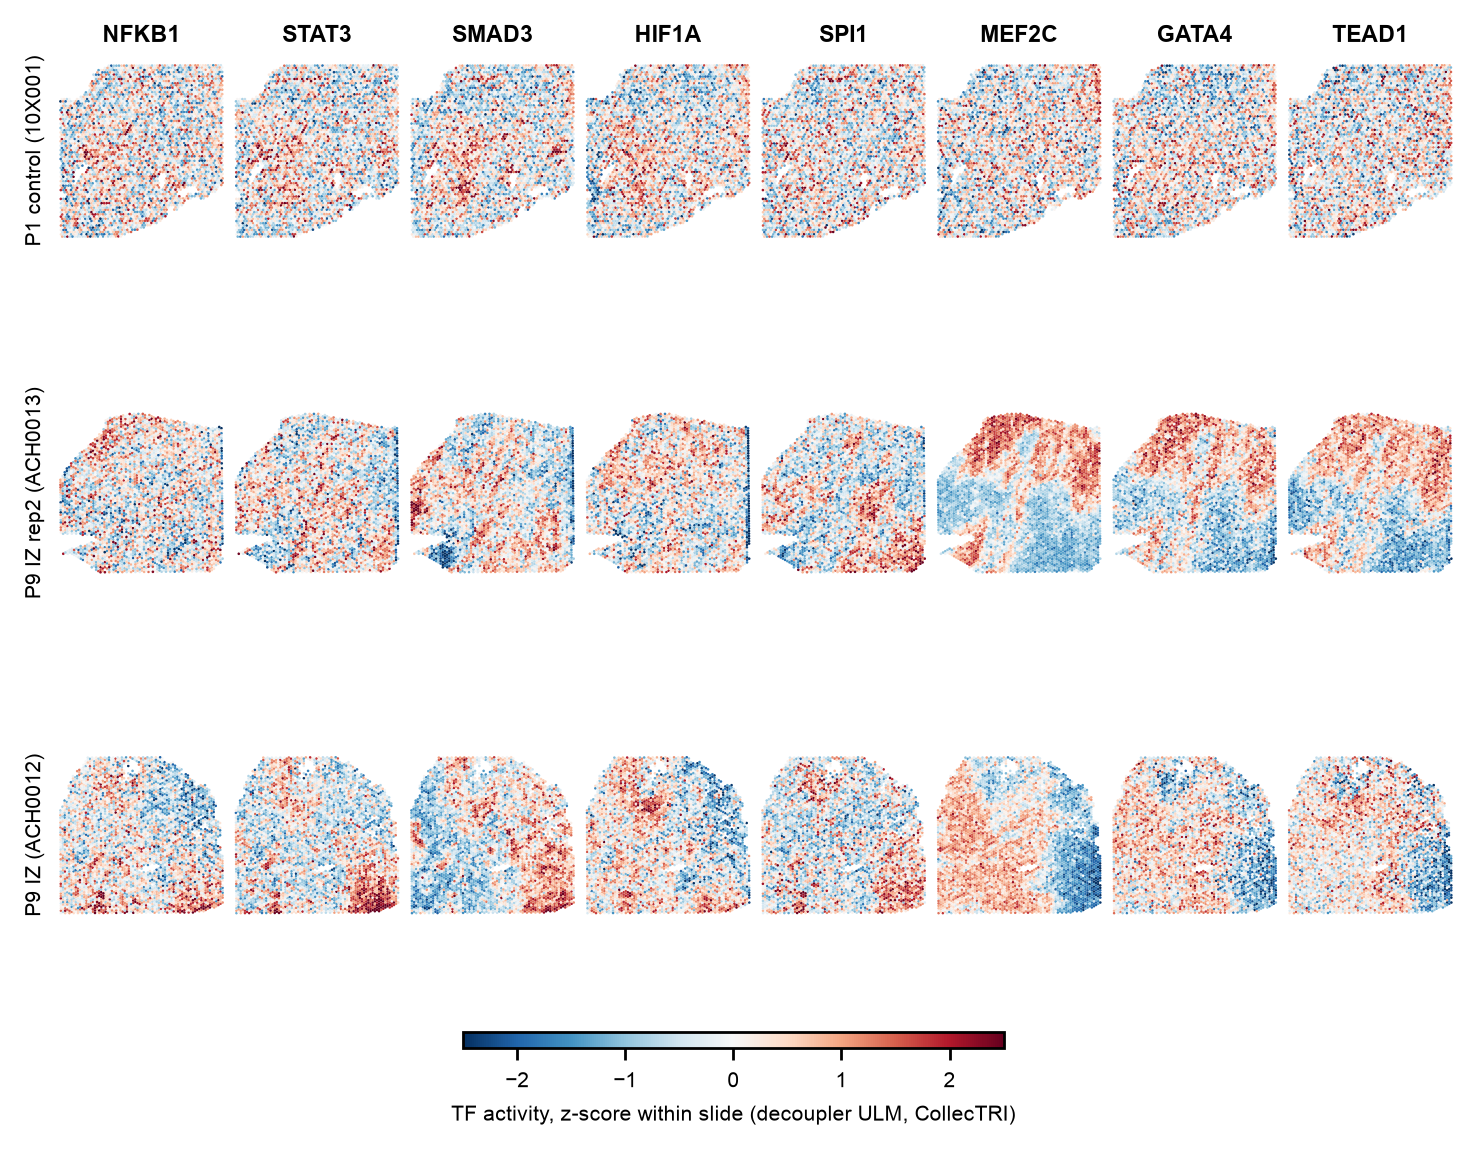 NFKB1 STAT3 SMAD3 HIF1A SPI1 MEF2C GATA4 TEAD1
P1 control (10X001)
P9 IZ rep2 (ACH0013)
P9 IZ (ACH0012)
−2 −1 0 1 2
TF activity, z-score within slide (decoupler ULM, CollecTRI)